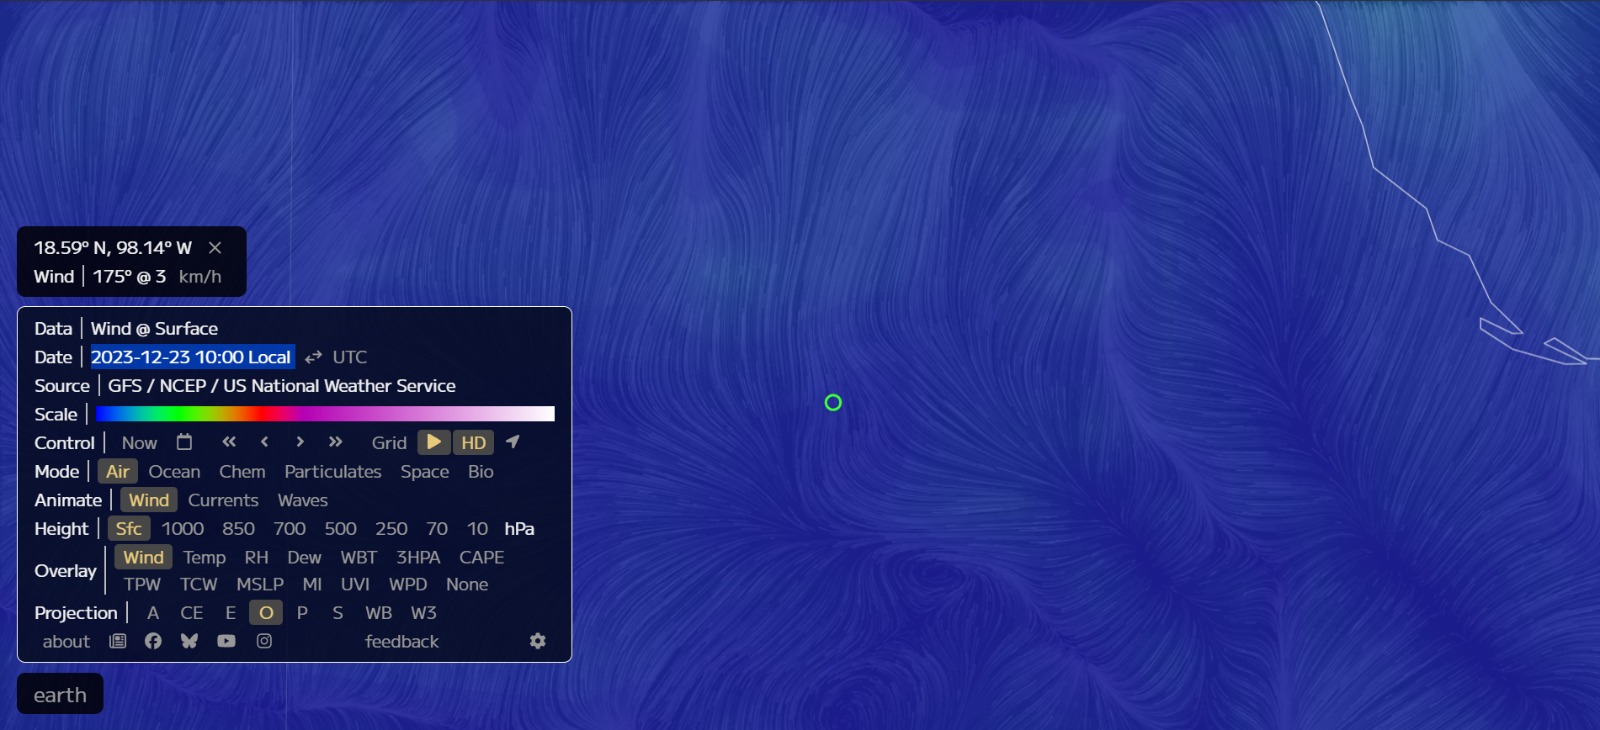 18.59° N, 98.14° W ×
Wind | 175° @ 3 km/h
Data | Wind @ Surface
Date | 2023-12-23 10:00 Local ⇄ UTC
Source | GFS / NCEP / US National Weather Service
Scale |
Control | Now « ‹ › » Grid ▶ HD
Mode | Air Ocean Chem Particulates Space Bio
Animate | Wind Currents Waves
Height | Sfc 1000 850 700 500 250 70 10 hPa
Overlay | Wind Temp RH Dew WBT 3HPA CAPE
TPW TCW MSLP MI UVI WPD None
Projection | A CE E O P S WB W3
about feedback
earth